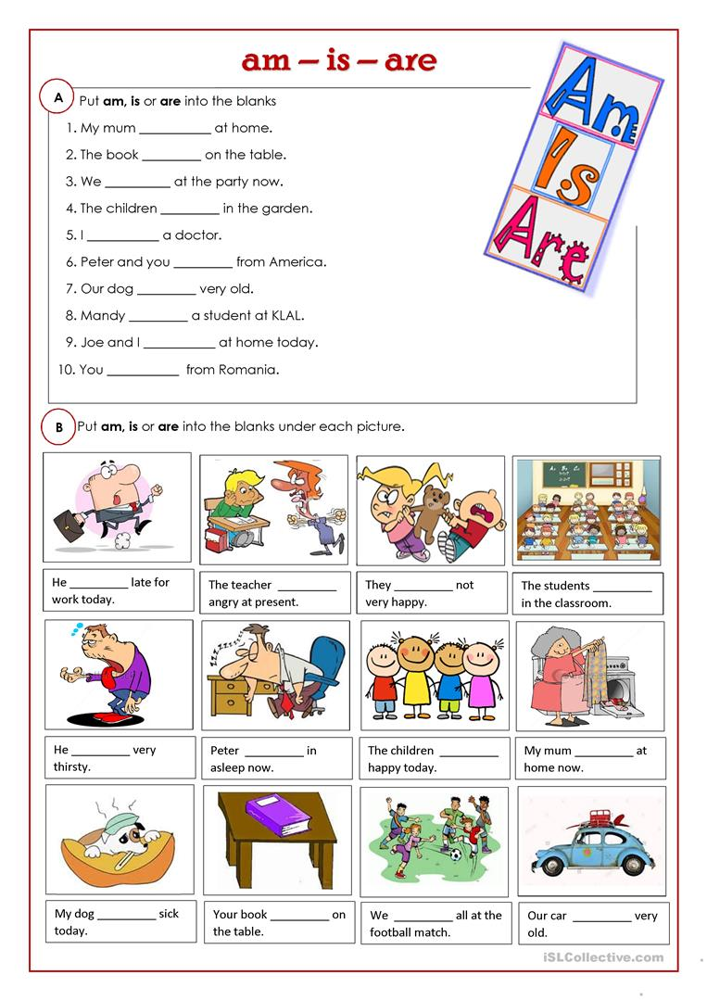 am – is – are
A
Put am, is or are into the blanks
1. My mum __________ at home.
2. The book ________ on the table.
3. We _________ at the party now.
4. The children ________ in the garden.
5. I __________ a doctor.
6. Peter and you ________ from America.
7. Our dog ________ very old.
8. Mandy ________ a student at KLAL.
9. Joe and I __________ at home today.
10. You __________ from Romania.
Am
Is
Are
B
Put am, is or are into the blanks under each picture.
He _________ late for
work today.
The teacher _________
angry at present.
They _________ not
very happy.
The students _________
in the classroom.
He _________ very
thirsty.
Peter _________ in
asleep now.
The children _________
happy today.
My mum _________ at
home now.
My dog _________ sick
today.
Your book _________ on
the table.
We _________ all at the
football match.
Our car _________ very
old.
iSLCollective.com